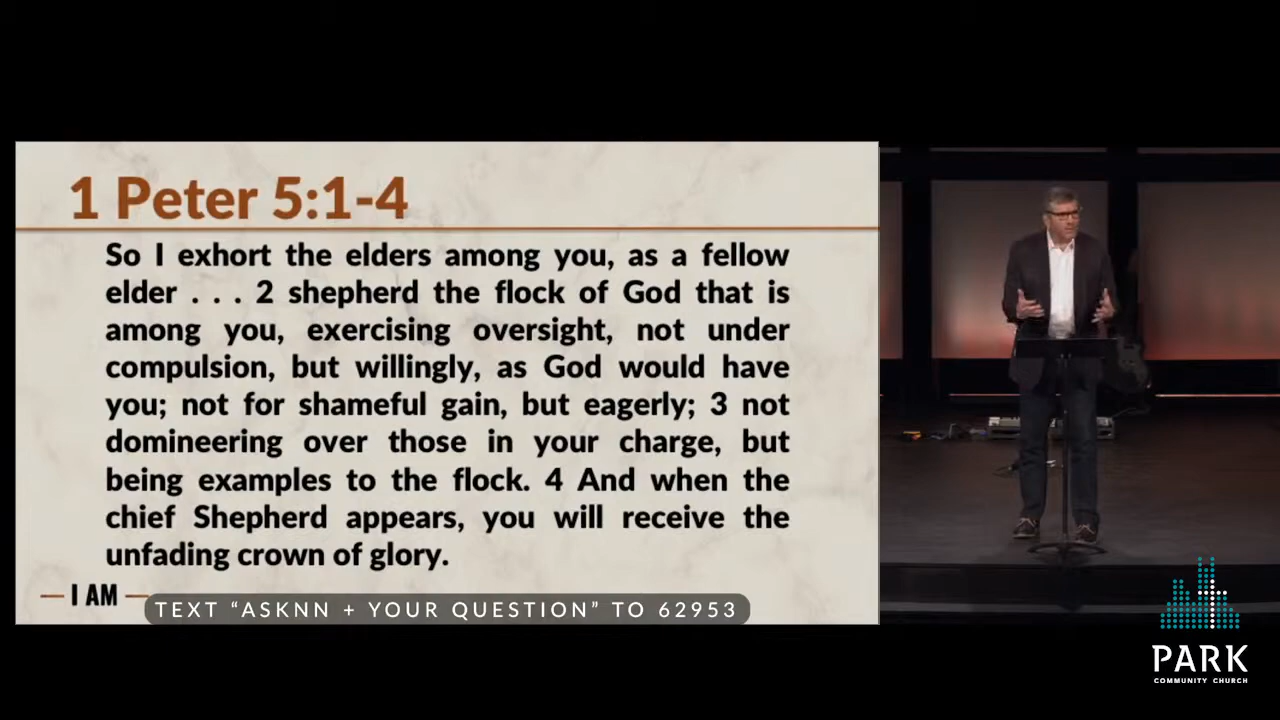 1 Peter 5:1-4
So I exhort the elders among you, as a fellow
elder . . . 2 shepherd the flock of God that is
among you, exercising oversight, not under
compulsion, but willingly, as God would have
you; not for shameful gain, but eagerly; 3 not
domineering over those in your charge, but
being examples to the flock. 4 And when the
chief Shepherd appears, you will receive the
unfading crown of glory.
I AM
TEXT “ASKNN + YOUR QUESTION” TO 62953
PARK
COMMUNITY CHURCH